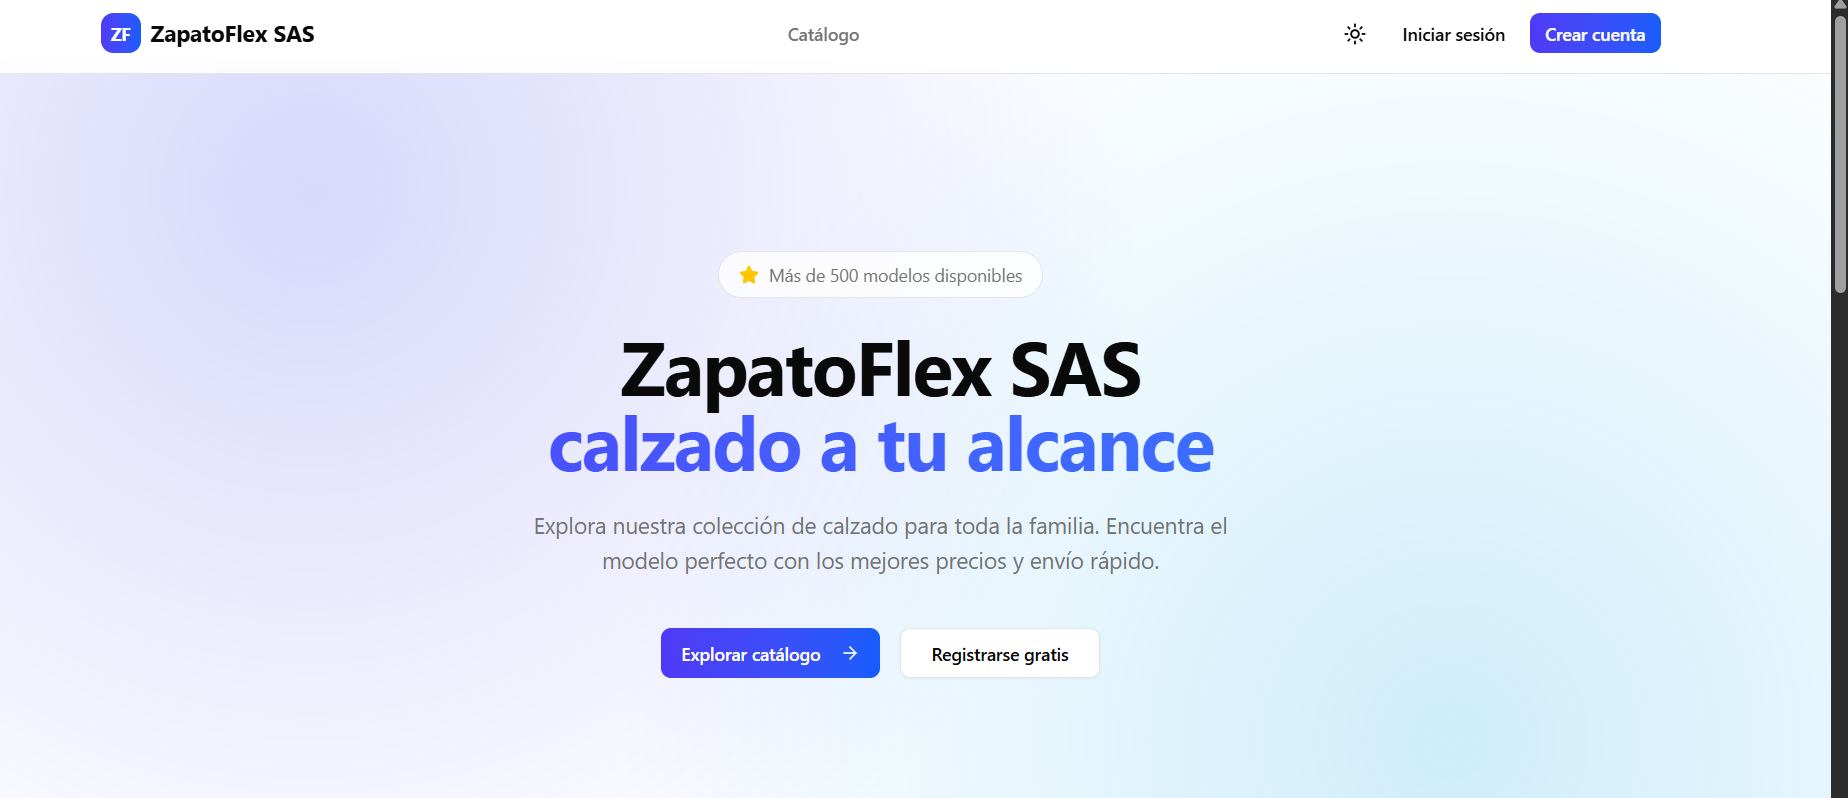 ZF ZapatoFlex SAS Catálogo Iniciar sesión Crear cuenta
Más de 500 modelos disponibles
ZapatoFlex SAS
calzado a tu alcance
Explora nuestra colección de calzado para toda la familia. Encuentra el
modelo perfecto con los mejores precios y envío rápido.
Explorar catálogo Registrarse gratis